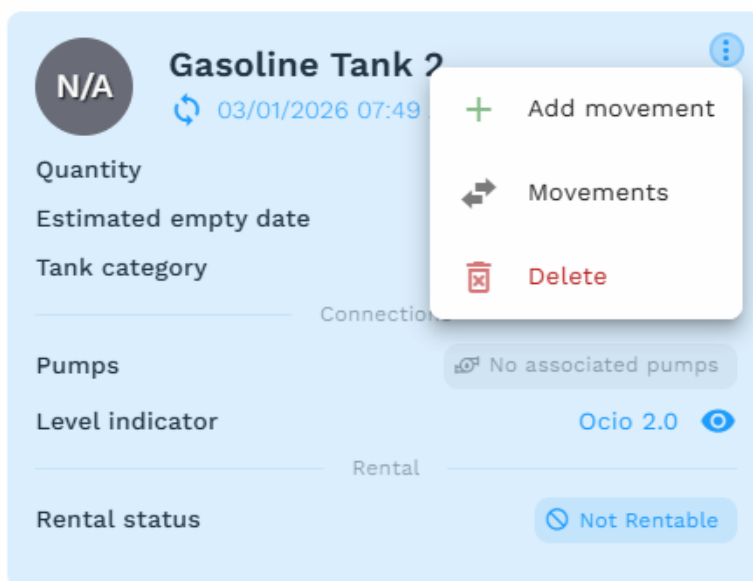 N/A
Gasoline Tank 2
03/01/2026 07:49
Add movement
Movements
Delete
Quantity
Estimated empty date
Tank category
Connections
Pumps
No associated pumps
Level indicator
Ocio 2.0
Rental
Rental status
Not Rentable